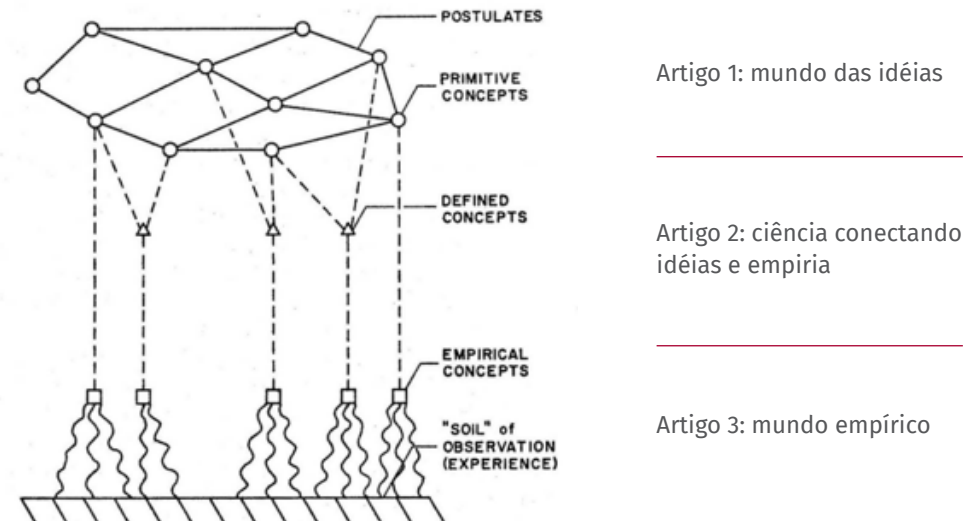 POSTULATES
PRIMITIVE
CONCEPTS
DEFINED
CONCEPTS
EMPIRICAL
CONCEPTS
"SOIL" of
OBSERVATION
(EXPERIENCE)
Artigo 1: mundo das idéias
Artigo 2: ciência conectando
idéias e empiria
Artigo 3: mundo empírico